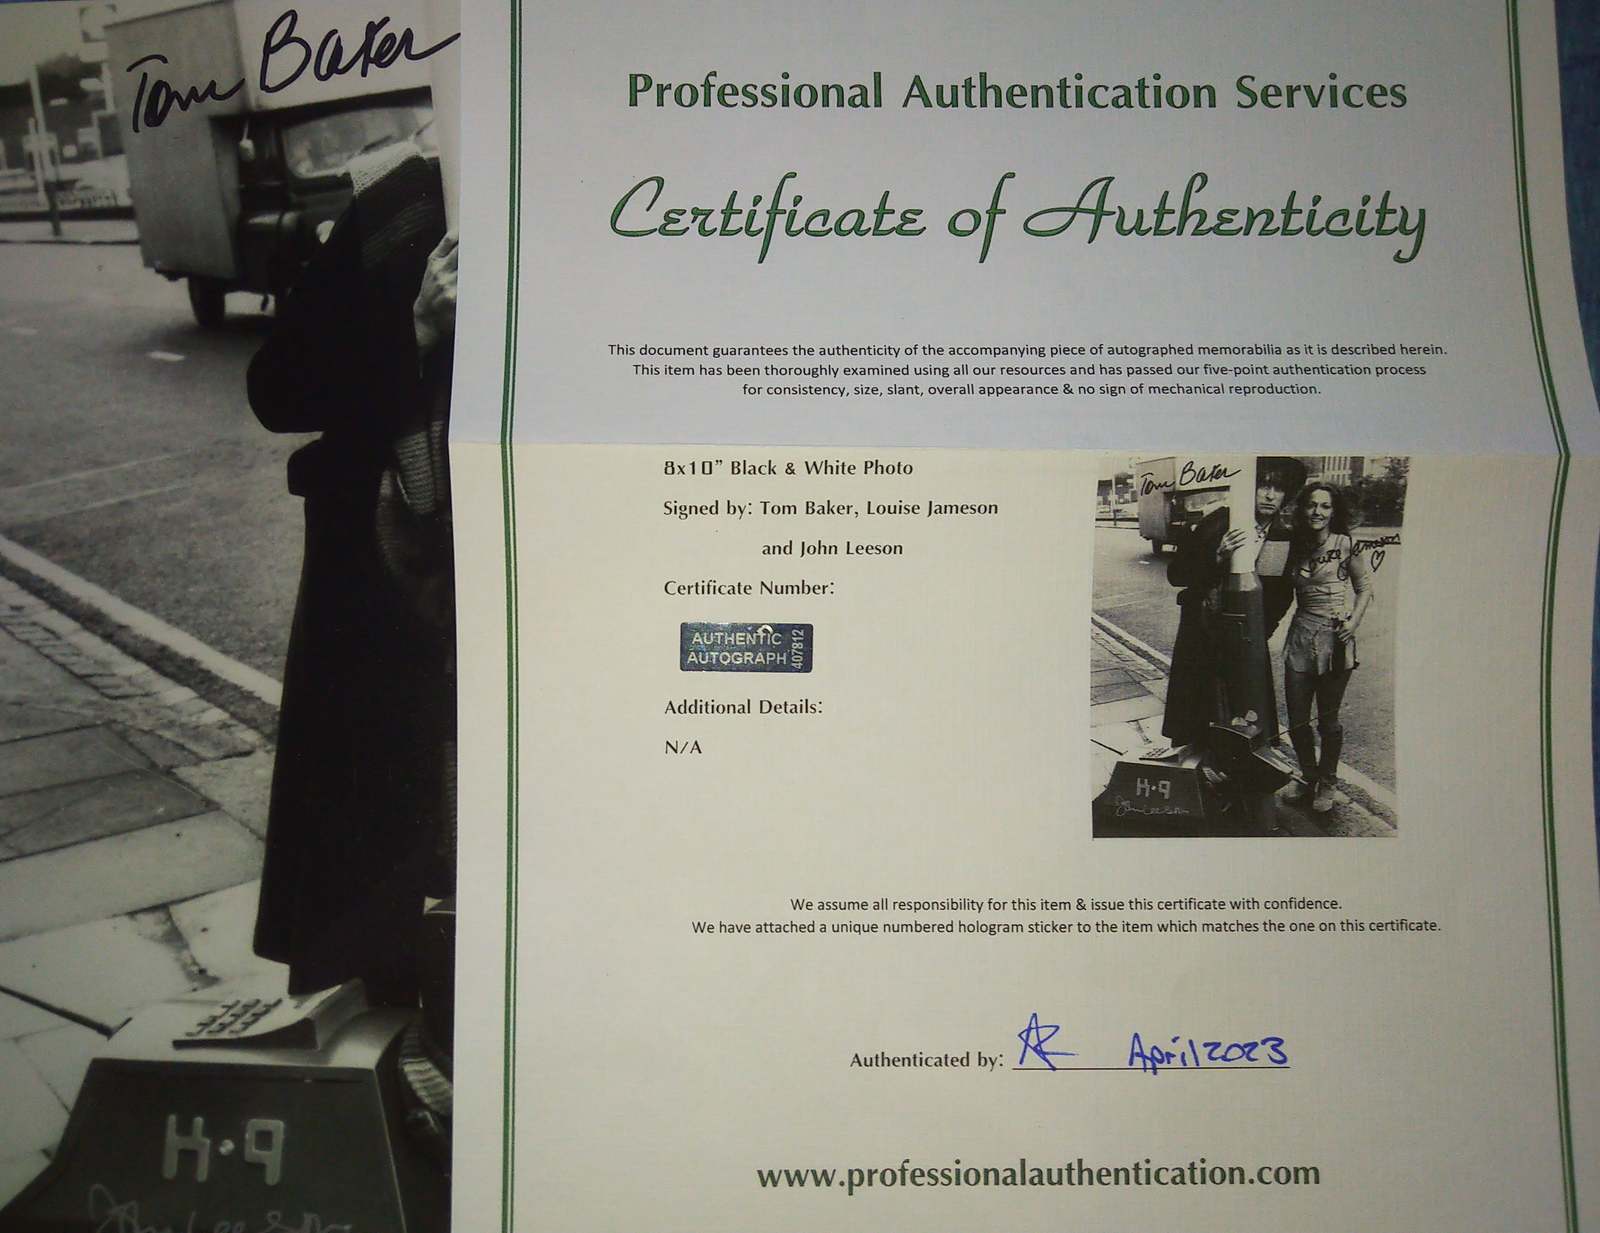 Tom Baker
K·9
John Leeson
Professional Authentication Services
Certificate of Authenticity
This document guarantees the authenticity of the accompanying piece of autographed memorabilia as it is described herein.
This item has been thoroughly examined using all our resources and has passed our five-point authentication process
for consistency, size, slant, overall appearance & no sign of mechanical reproduction.
8x10” Black & White Photo
Signed by: Tom Baker, Louise Jameson
and John Leeson
Certificate Number:
AUTHENTIC
AUTOGRAPH
407812
Additional Details:
N/A
Tom Baker
Louise Jameson
K·9
John Leeson
We assume all responsibility for this item & issue this certificate with confidence.
We have attached a unique numbered hologram sticker to the item which matches the one on this certificate.
Authenticated by: April 2023
www.professionalauthentication.com